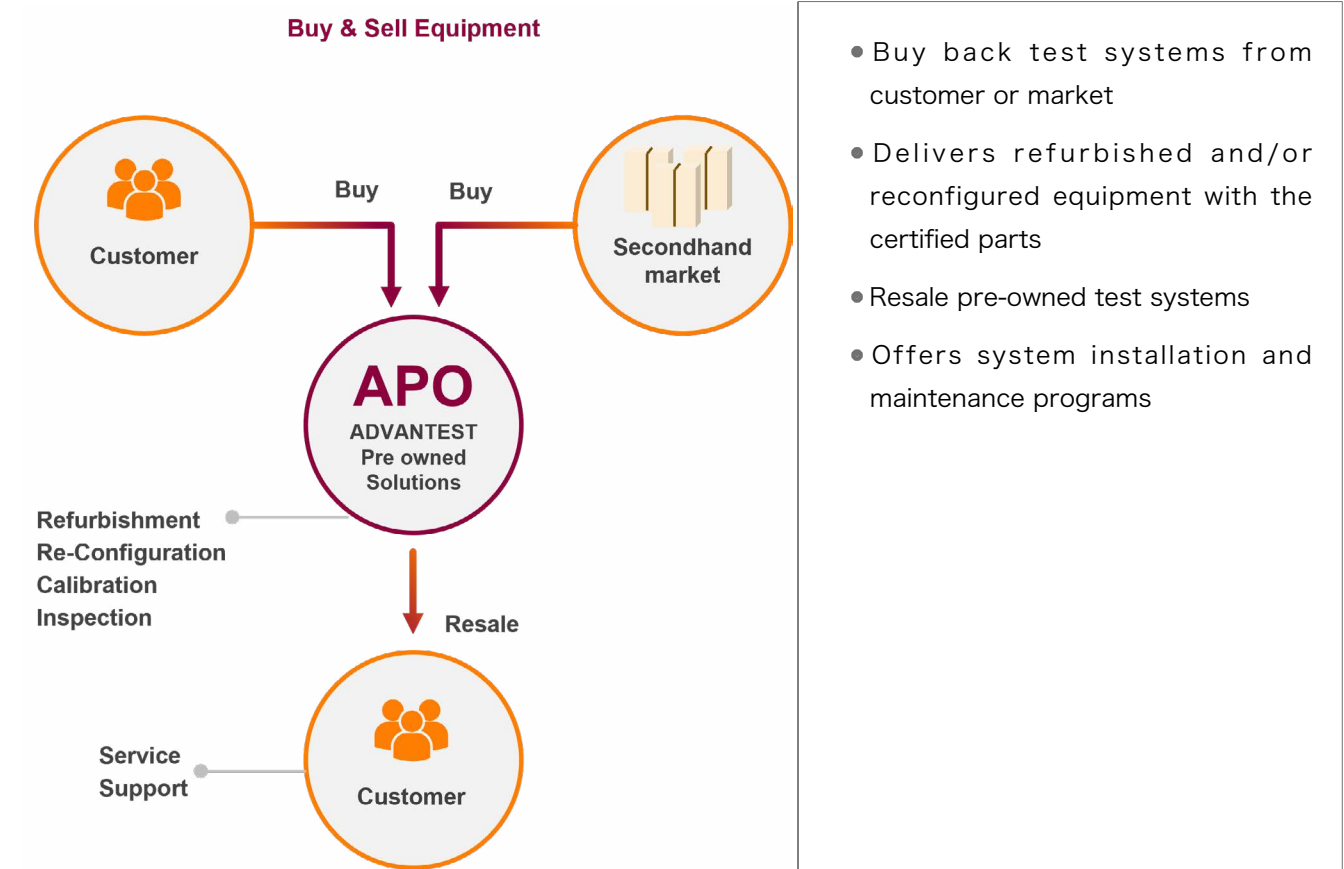 Buy & Sell Equipment
Customer
Buy
Buy
Secondhand
market
APO
ADVANTEST
Pre owned
Solutions
Refurbishment
Re-Configuration
Calibration
Inspection
Resale
Service
Support
Customer
• Buy back test systems from
customer or market
• Delivers refurbished and/or
reconfigured equipment with the
certified parts
• Resale pre-owned test systems
• Offers system installation and
maintenance programs